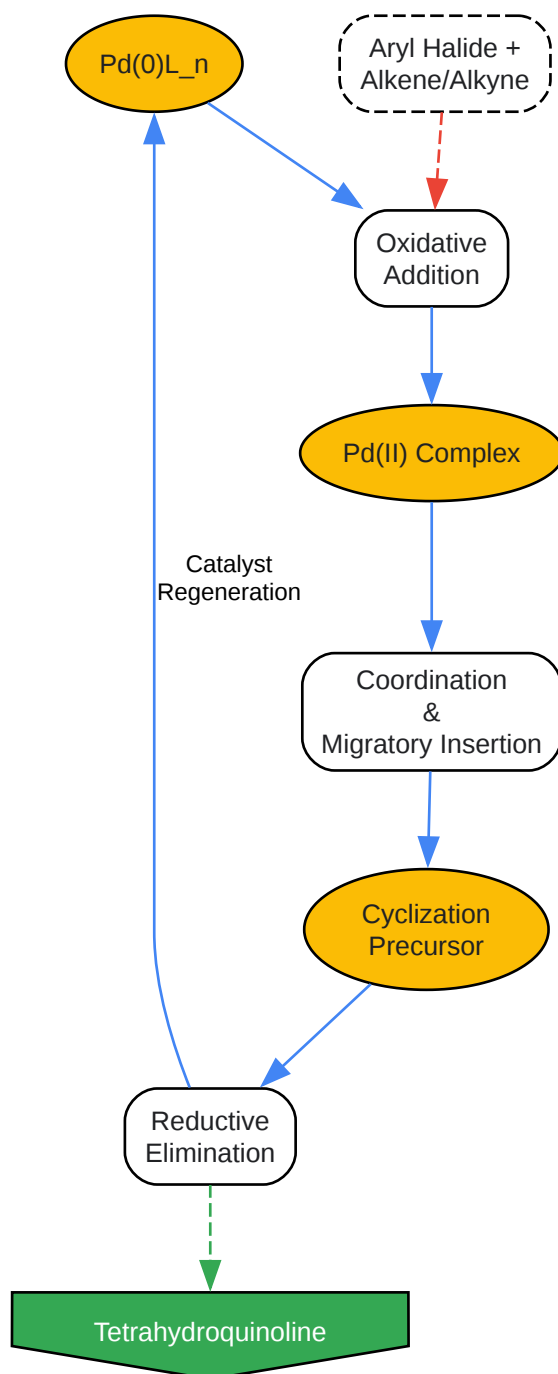 Pd(0)L_n
Aryl Halide +
Alkene/Alkyne
Oxidative
Addition
Pd(II) Complex
Catalyst
Regeneration
Coordination
&
Migratory Insertion
Cyclization
Precursor
Reductive
Elimination
Tetrahydroquinoline